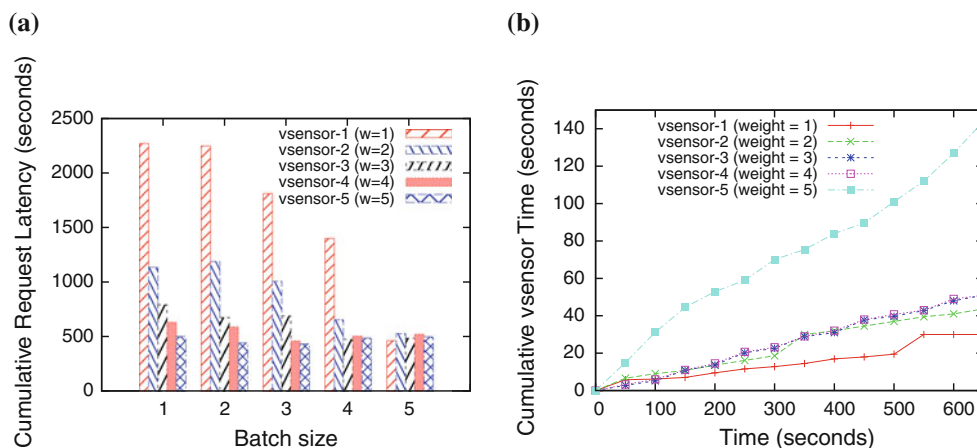 (a)
Cumulative Request Latency (seconds)
2500
2000
1500
1000
500
0
vsensor-1 (w=1)
vsensor-2 (w=2)
vsensor-3 (w=3)
vsensor-4 (w=4)
vsensor-5 (w=5)
1 2 3 4 5
Batch size
(b)
Cumulative vsensor Time (seconds)
140
120
100
80
60
40
20
0
vsensor-1 (weight = 1)
vsensor-2 (weight = 2)
vsensor-3 (weight = 3)
vsensor-4 (weight = 4)
vsensor-5 (weight = 5)
0 100 200 300 400 500 600
Time (seconds)